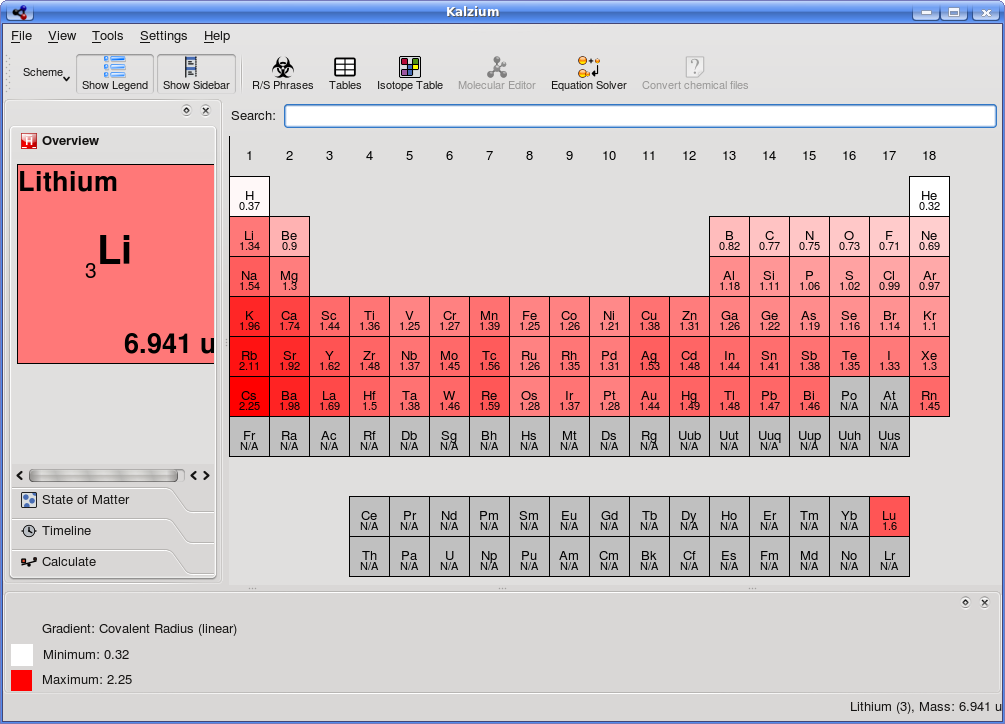 Kalzium
File View Tools Settings Help
Scheme Show Legend Show Sidebar R/S Phrases Tables Isotope Table Molecular Editor Equation Solver Convert chemical files
Search:
Overview
Lithium
3Li
6.941 u
State of Matter
Timeline
Calculate
1 2 3 4 5 6 7 8 9 10 11 12 13 14 15 16 17 18
H He
0.37 0.32
Li Be B C N O F Ne
1.34 0.9 0.82 0.77 0.75 0.73 0.71 0.69
Na Mg Al Si P S Cl Ar
1.54 1.3 1.18 1.11 1.06 1.02 0.99 0.97
K Ca Sc Ti V Cr Mn Fe Co Ni Cu Zn Ga Ge As Se Br Kr
1.96 1.74 1.44 1.36 1.25 1.27 1.39 1.25 1.26 1.21 1.38 1.31 1.26 1.22 1.19 1.16 1.14 1.1
Rb Sr Y Zr Nb Mo Tc Ru Rh Pd Ag Cd In Sn Sb Te I Xe
2.11 1.92 1.62 1.48 1.37 1.45 1.56 1.26 1.35 1.31 1.53 1.48 1.44 1.41 1.38 1.35 1.33 1.3
Cs Ba La Hf Ta W Re Os Ir Pt Au Hg Tl Pb Bi Po At Rn
2.25 1.98 1.69 1.5 1.38 1.46 1.59 1.28 1.37 1.28 1.44 1.49 1.48 1.47 1.46 N/A N/A 1.45
Fr Ra Ac Rf Db Sg Bh Hs Mt Ds Rg Uub Uut Uuq Uup Uuh Uus
N/A N/A N/A N/A N/A N/A N/A N/A N/A N/A N/A N/A N/A N/A N/A N/A N/A
Ce Pr Nd Pm Sm Eu Gd Tb Dy Ho Er Tm Yb Lu
N/A N/A N/A N/A N/A N/A N/A N/A N/A N/A N/A N/A N/A 1.6
Th Pa U Np Pu Am Cm Bk Cf Es Fm Md No Lr
N/A N/A N/A N/A N/A N/A N/A N/A N/A N/A N/A N/A N/A N/A
Gradient: Covalent Radius (linear)
Minimum: 0.32
Maximum: 2.25
Lithium (3), Mass: 6.941 u